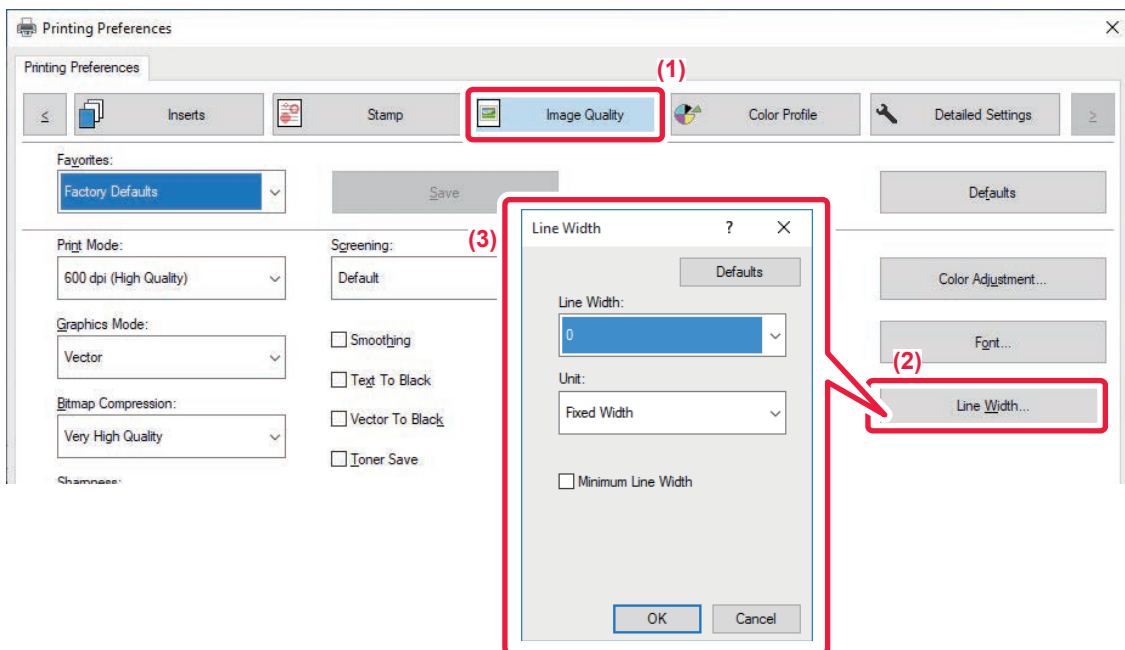 Printing Preferences
Printing Preferences
(1)
<
Inserts
Stamp
Image Quality
Color Profile
Detailed Settings
>
Favorites:
Factory Defaults
Save
Defaults
Print Mode:
600 dpi (High Quality)
Screening:
Default
Color Adjustment...
Graphics Mode:
Vector
Smoothing
Text To Black
Vector To Black
Toner Save
Font...
Bitmap Compression:
Very High Quality
(2)
Line Width...
Sharpness:
(3)
Line Width
?
Defaults
Line Width:
0
Unit:
Fixed Width
Minimum Line Width
OK
Cancel